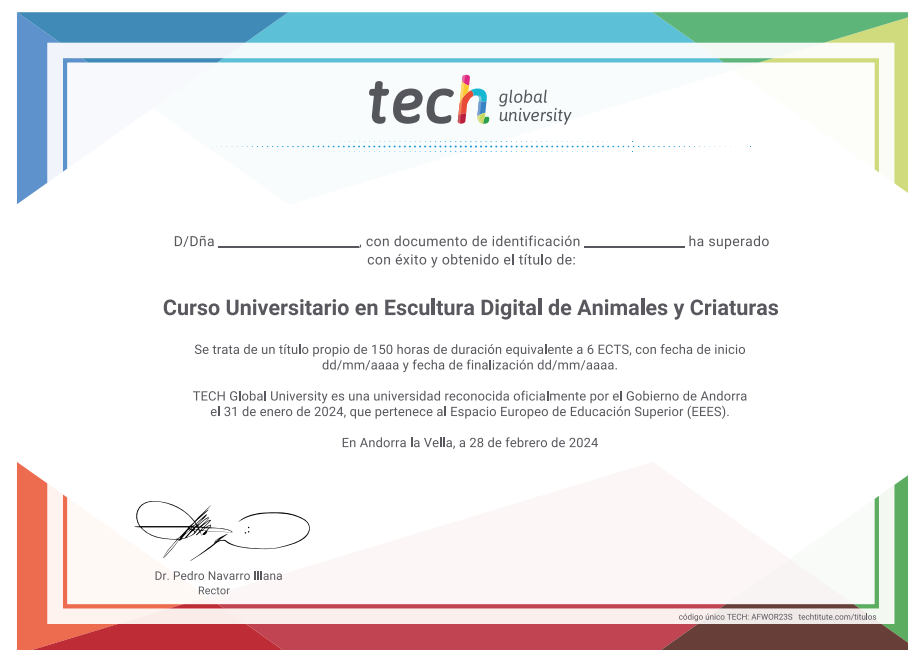 tech global university
D/Dña ____________________, con documento de identificación ______________ ha superado
con éxito y obtenido el título de:
Curso Universitario en Escultura Digital de Animales y Criaturas
Se trata de un título propio de 150 horas de duración equivalente a 6 ECTS, con fecha de inicio
dd/mm/aaaa y fecha de finalización dd/mm/aaaa.
TECH Global University es una universidad reconocida oficialmente por el Gobierno de Andorra
el 31 de enero de 2024, que pertenece al Espacio Europeo de Educación Superior (EEES).
En Andorra la Vella, a 28 de febrero de 2024
Dr. Pedro Navarro Illana
Rector
código único TECH: AFWOR23S techtitute.com/titulos